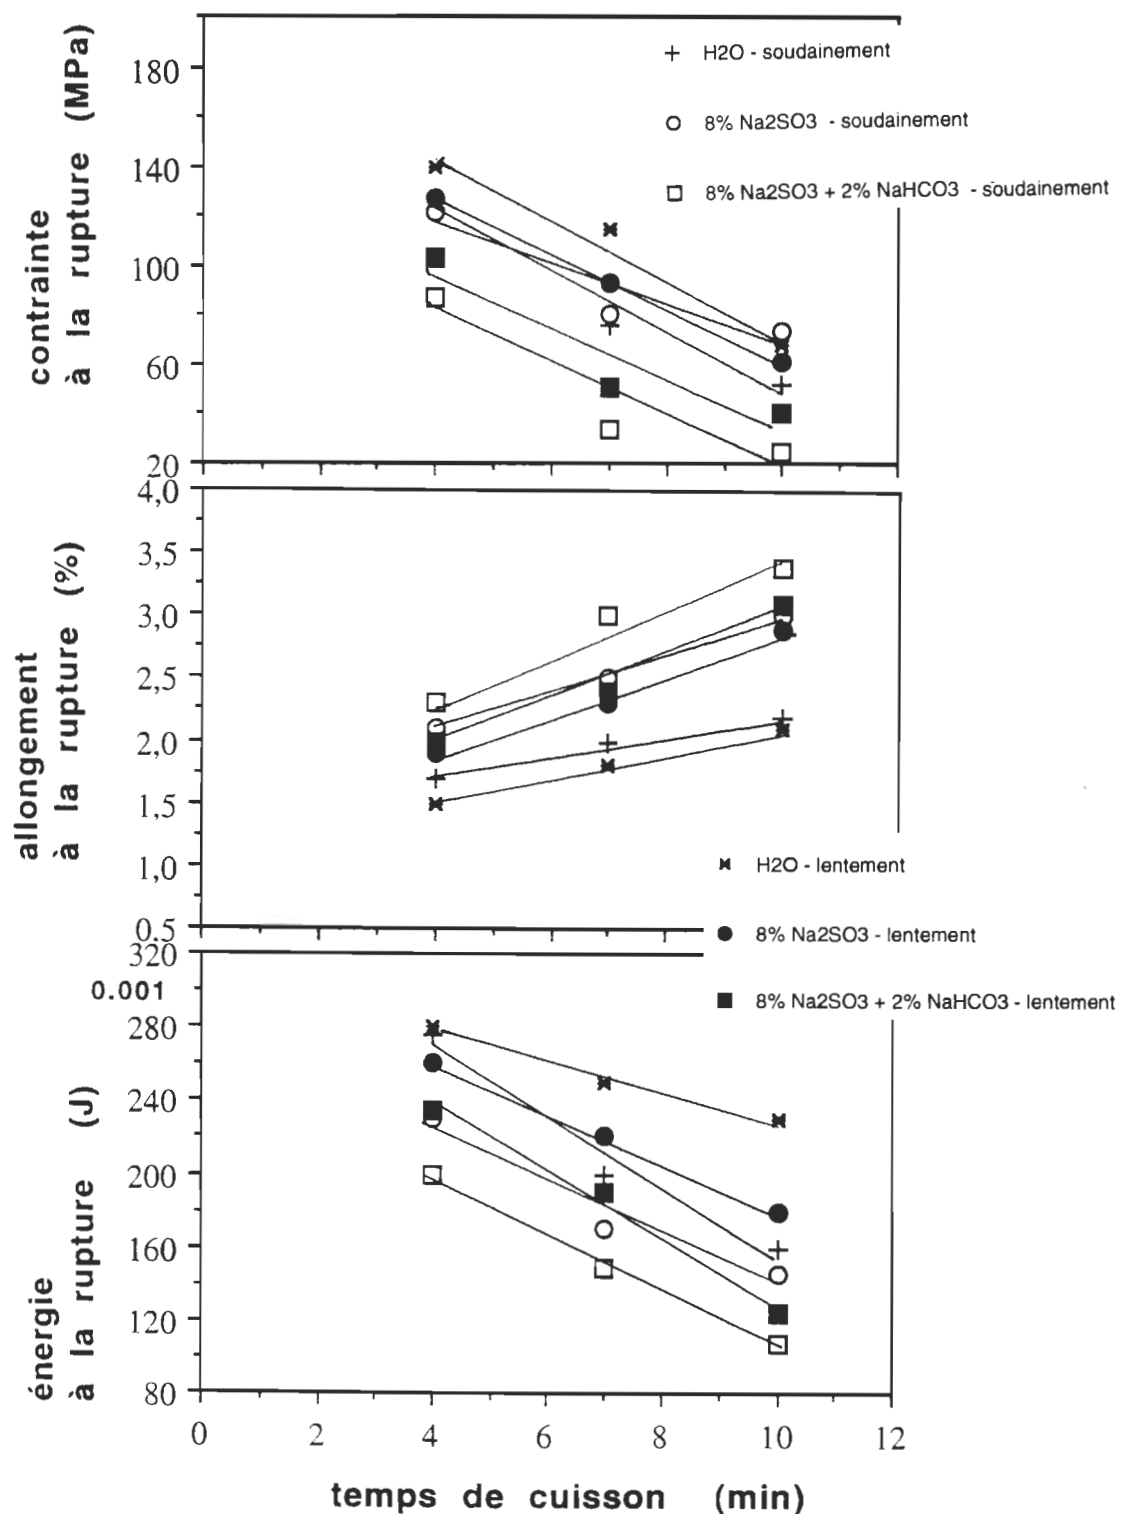 contrainte
à la rupture (MPa)
180
140
100
60
20
+ H2O - soudainement
8% Na2SO3 - soudainement
8% Na2SO3 + 2% NaHCO3 - soudainement
allongement
à la rupture (%)
4,0
3,5
3,0
2,5
2,0
1,5
1,0
0.5
H2O - lentement
8% Na2SO3 - lentement
8% Na2SO3 + 2% NaHCO3 - lentement
énergie
à la rupture (J)
320
0.001
280
240
200
160
120
80
0 2 4 6 8 10 12
temps de cuisson (min)